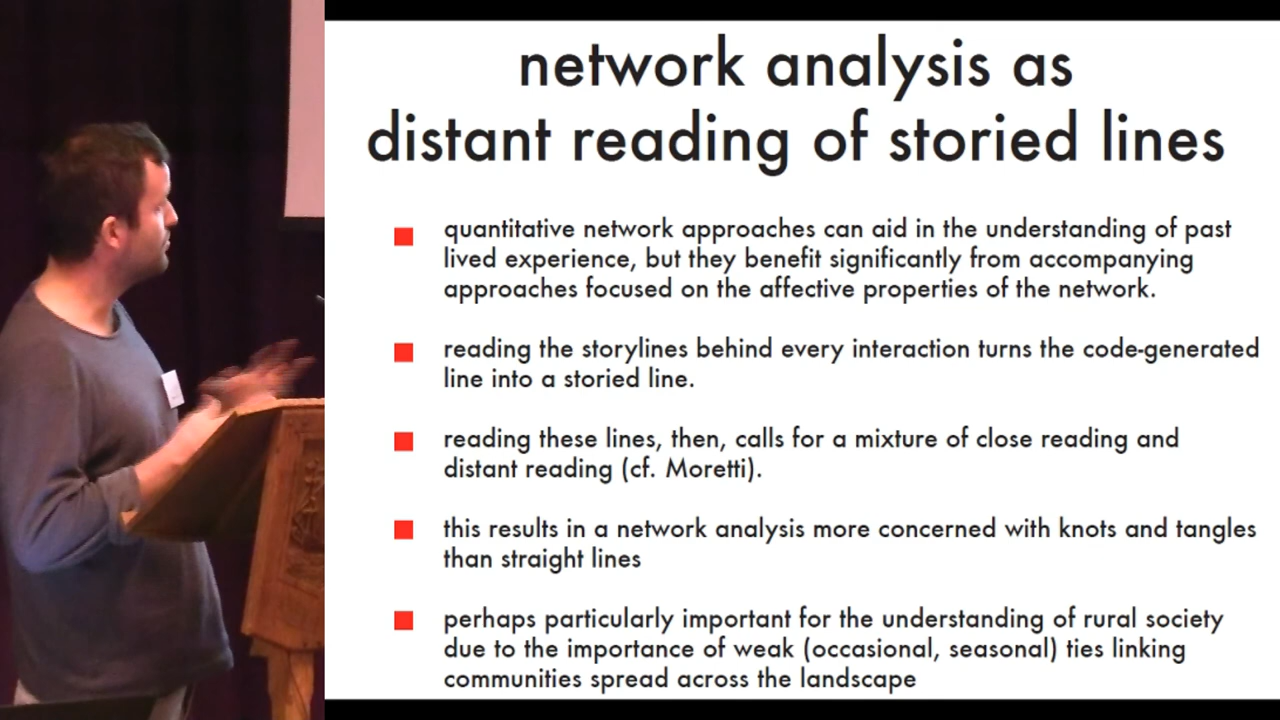 network analysis as
distant reading of storied lines
quantitative network approaches can aid in the understanding of past
lived experience, but they benefit significantly from accompanying
approaches focused on the affective properties of the network.
reading the storylines behind every interaction turns the code-generated
line into a storied line.
reading these lines, then, calls for a mixture of close reading and
distant reading (cf. Moretti).
this results in a network analysis more concerned with knots and tangles
than straight lines
perhaps particularly important for the understanding of rural society
due to the importance of weak (occasional, seasonal) ties linking
communities spread across the landscape